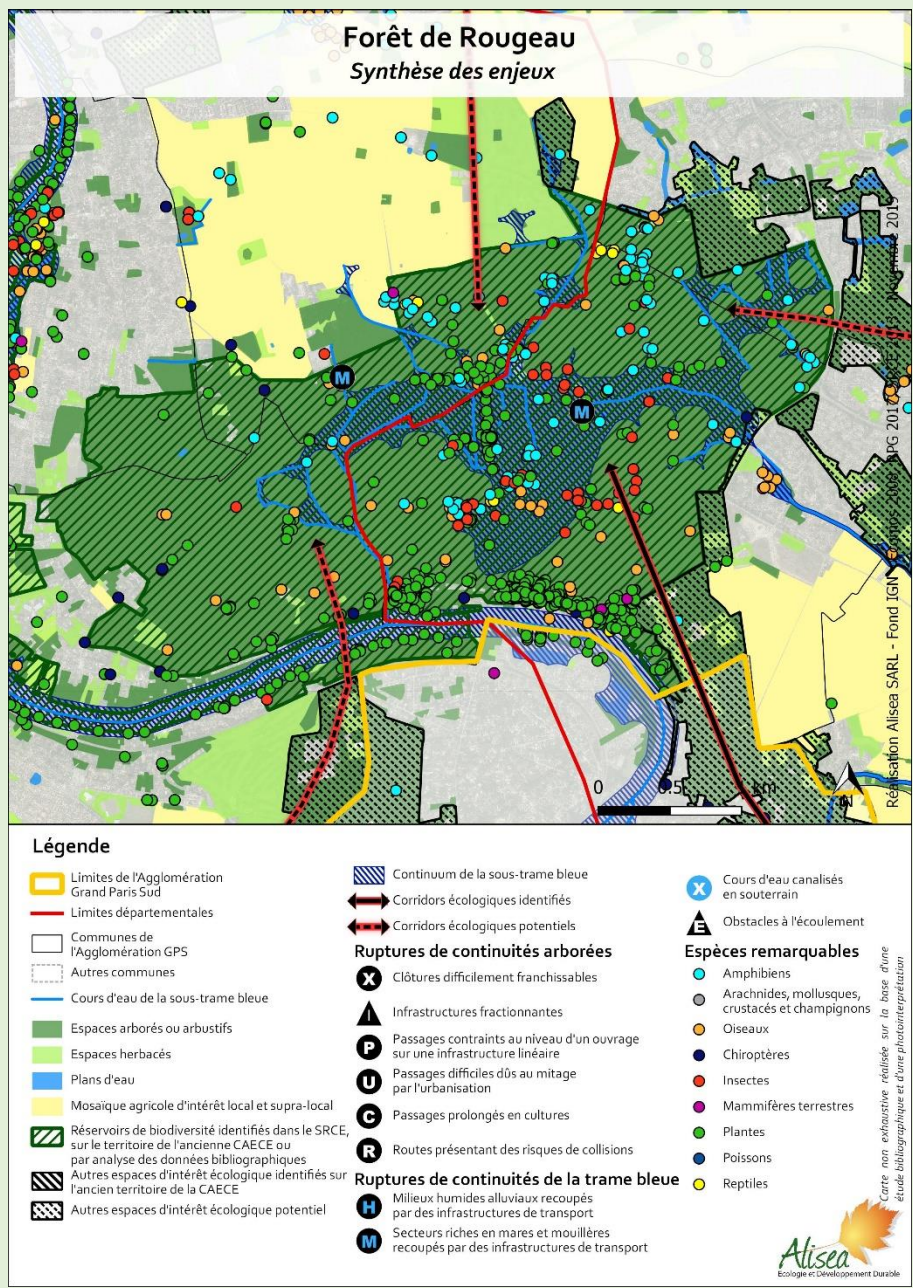 Forêt de Rougeau
Synthèse des enjeux
M
M
0
0.5
km
N
Réalisation Alisea SARL - Fond IGN
2019
Légende
Limites de l'Agglomération
Grand Paris Sud
Limites départementales
Communes de
l'Agglomération GPS
Autres communes
Cours d'eau de la sous-trame bleue
Espaces arborés ou arbustifs
Espaces herbacés
Plans d'eau
Mosaïque agricole d'intérêt local et supra-local
Réservoirs de biodiversité identifiés dans le SRCE,
sur le territoire de l'ancienne CAECE ou
par analyse des données bibliographiques
Autres espaces d'intérêt écologique identifiés sur
l'ancien territoire de la CAECE
Autres espaces d'intérêt écologique potentiel
Continuum de la sous-trame bleue
Corridors écologiques identifiés
Corridors écologiques potentiels
Ruptures de continuités arborées
X Clôtures difficilement franchissables
I Infrastructures fractionnantes
P Passages contraints au niveau d'un ouvrage
sur une infrastructure linéaire
U Passages difficiles dûs au mitage
par l'urbanisation
C Passages prolongés en cultures
R Routes présentant des risques de collisions
Ruptures de continuités de la trame bleue
H Milieux humides alluviaux recoupés
par des infrastructures de transport
M Secteurs riches en mares et mouillères
recoupés par des infrastructures de transport
X Cours d'eau canalisés
en souterrain
E Obstacles à l'écoulement
Espèces remarquables
Amphibiens
Arachnides, mollusques,
crustacés et champignons
Oiseaux
Chiroptères
Insectes
Mammifères terrestres
Plantes
Poissons
Reptiles
Carte non exhaustive réalisée sur la base d'une
étude bibliographique et d'une photointerprétation
Alisea
Ecologie et Développement Durable